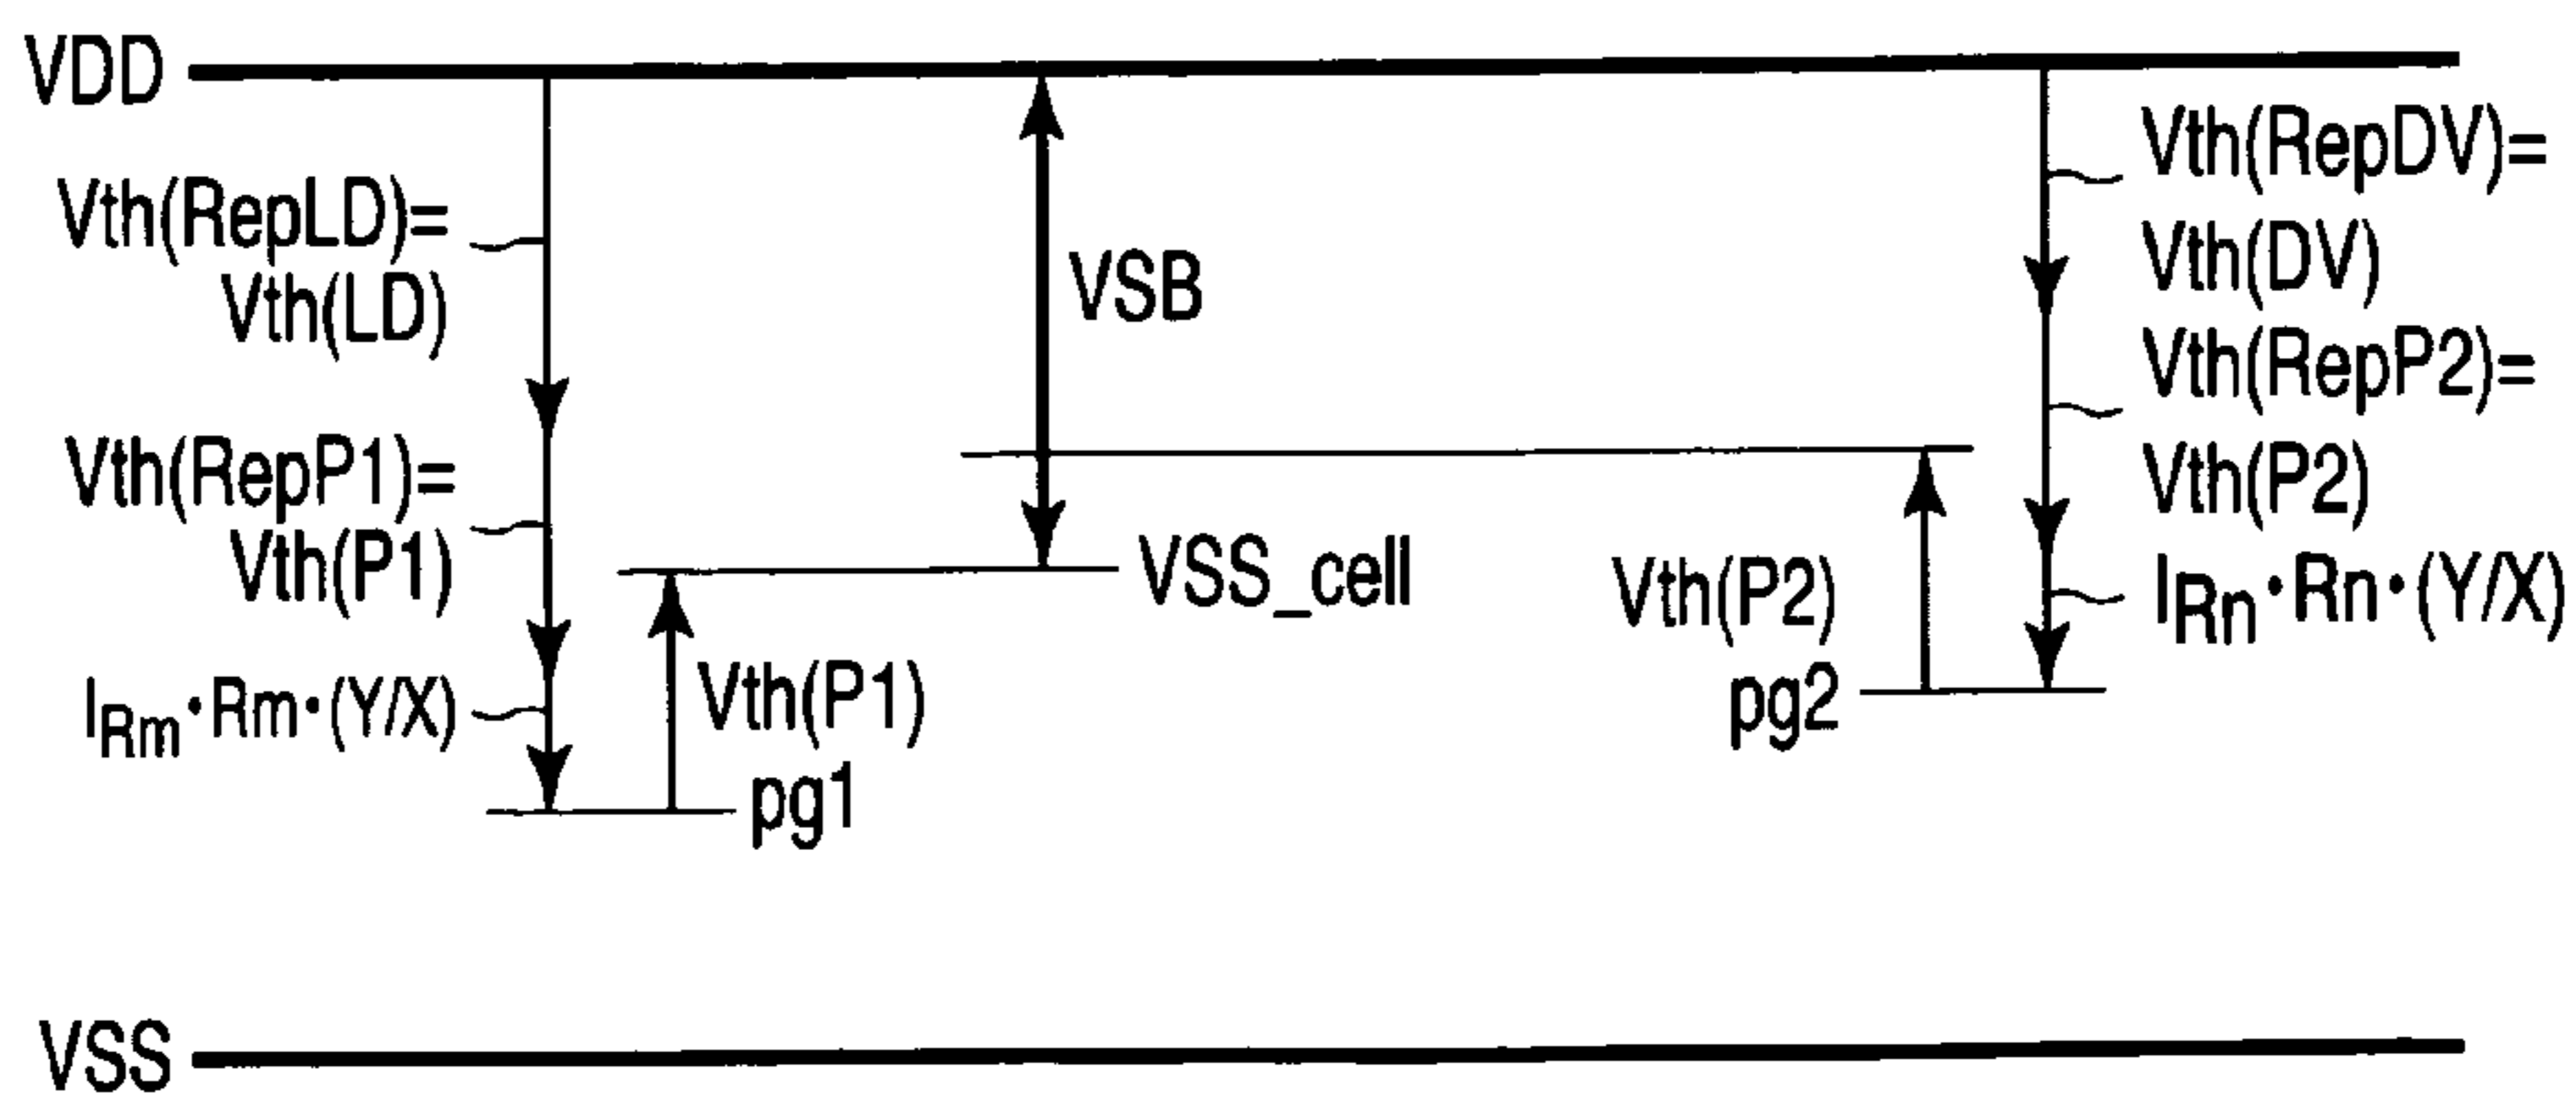 VDD
Vth(RepLD)=
Vth(LD)
Vth(RepP1)=
Vth(P1)
IRm·Rm·(Y/X)
Vth(P1)
pg1
VSB
VSS_cell
Vth(P2)
pg2
Vth(RepDV)=
Vth(DV)
Vth(RepP2)=
Vth(P2)
IRn·Rn·(Y/X)
VSS